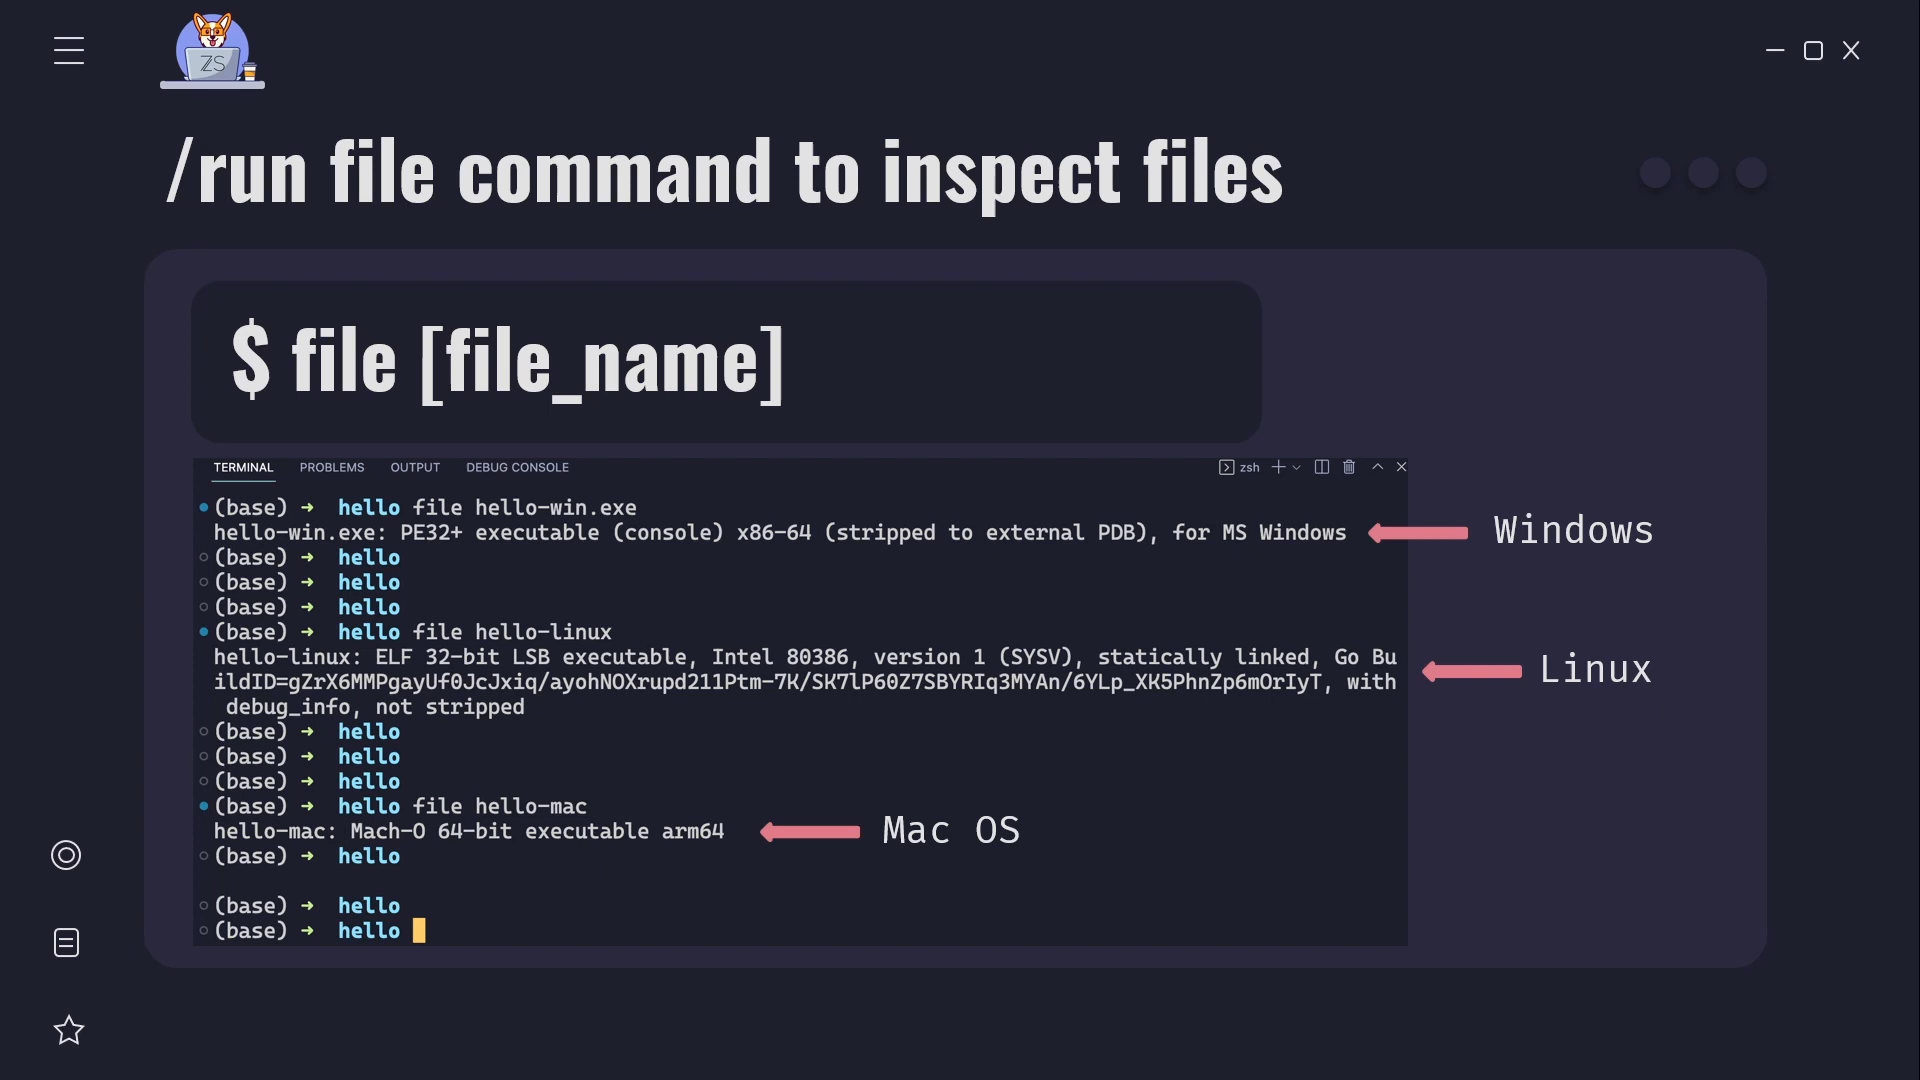 ZS
/run file command to inspect files
$ file [file_name]
TERMINAL PROBLEMS OUTPUT DEBUG CONSOLE zsh
(base) ➜ hello file hello-win.exe
hello-win.exe: PE32+ executable (console) x86-64 (stripped to external PDB), for MS Windows
Windows
(base) ➜ hello
(base) ➜ hello
(base) ➜ hello
(base) ➜ hello file hello-linux
hello-linux: ELF 32-bit LSB executable, Intel 80386, version 1 (SYSV), statically linked, Go Bu
ildID=gZrX6MMPgayUf0JcJxiq/ayohNOXrupd211Ptm-7K/SK7lP60Z7SBYRIq3MYAn/6YLp_XK5PhnZp6mOrIyT, with
debug_info, not stripped
Linux
(base) ➜ hello
(base) ➜ hello
(base) ➜ hello
(base) ➜ hello file hello-mac
hello-mac: Mach-O 64-bit executable arm64
Mac OS
(base) ➜ hello
(base) ➜ hello
(base) ➜ hello